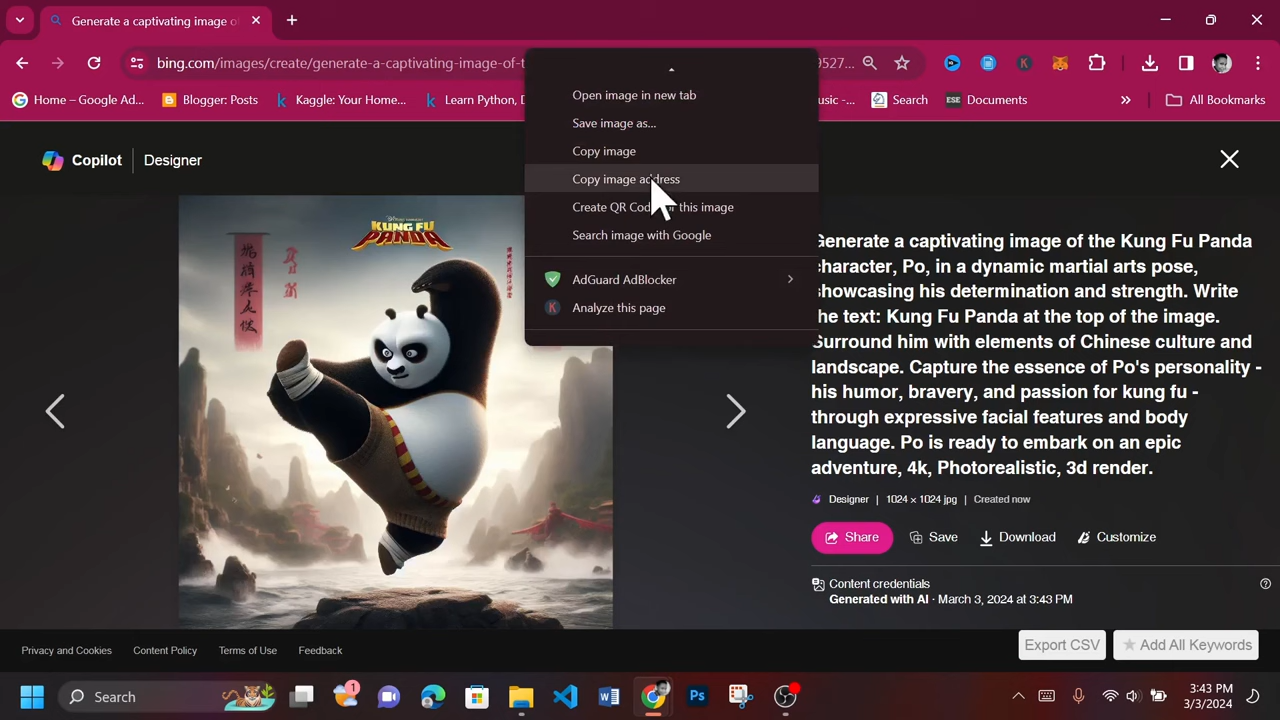 Generate a captivating image o
bing.com/images/create/generate-a-captivating-image-of-t
9527...
Home – Google Ad...
Blogger: Posts
Kaggle: Your Home...
Learn Python, D
usic -...
Search
ESE
Documents
»
All Bookmarks
Open image in new tab
Save image as...
Copy image
Copy image address
Create QR Cod
this image
Search image with Google
AdGuard AdBlocker
K
Analyze this page
Copilot
Designer
KUNG FU
PANDA
Generate a captivating image of the Kung Fu Panda
character, Po, in a dynamic martial arts pose,
showcasing his determination and strength. Write
the text: Kung Fu Panda at the top of the image.
Surround him with elements of Chinese culture and
landscape. Capture the essence of Po's personality -
his humor, bravery, and passion for kung fu -
through expressive facial features and body
language. Po is ready to embark on an epic
adventure, 4k, Photorealistic, 3d render.
Designer | 1024 × 1024 jpg | Created now
Share
Save
Download
Customize
Content credentials
Generated with AI · March 3, 2024 at 3:43 PM
Privacy and Cookies
Content Policy
Terms of Use
Feedback
Export CSV
★ Add All Keywords
Search
1
Ps
3:43 PM
3/3/2024